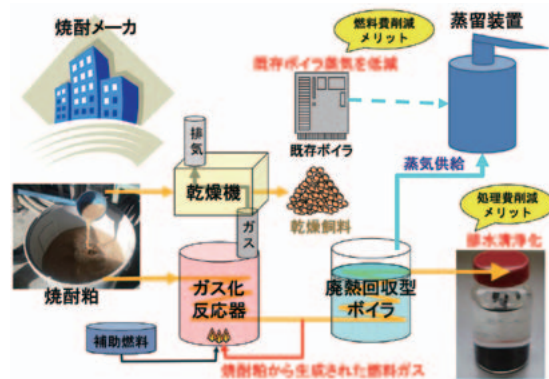 焼酎メーカ
燃料費削減
メリット
蒸留装置
既存ボイラ蒸気を低減
排気
既存ボイラ
乾燥機
蒸気供給
ガス
乾燥飼料
処理費削減
メリット
排水清浄化
焼酎粕
ガス化
反応器
廃熱回収型
ボイラ
補助燃料
焼酎粕から生成された燃料ガス